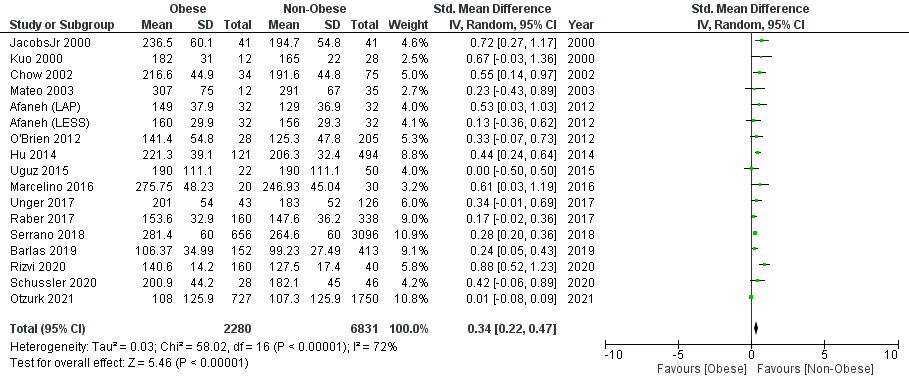 Obese Non-Obese Std. Mean Difference Std. Mean Difference
Study or Subgroup Mean SD Total Mean SD Total Weight IV, Random, 95% CI Year IV, Random, 95% CI
JacobsJr 2000 236.5 60.1 41 194.7 54.8 41 4.6% 0.72 [0.27, 1.17] 2000
Kuo 2000 182 31 12 165 22 28 2.5% 0.67 [-0.03, 1.36] 2000
Chow 2002 216.6 44.9 34 191.6 44.8 75 5.1% 0.55 [0.14, 0.97] 2002
Mateo 2003 307 75 12 291 67 35 2.7% 0.23 [-0.43, 0.89] 2003
Afaneh (LAP) 149 37.9 32 129 36.9 32 4.0% 0.53 [0.03, 1.03] 2012
Afaneh (LESS) 160 29.9 32 156 29.3 32 4.1% 0.13 [-0.36, 0.62] 2012
O'Brien 2012 141.4 54.8 28 125.3 47.8 205 5.3% 0.33 [-0.07, 0.73] 2012
Hu 2014 221.3 39.1 121 206.3 32.4 494 8.7% 0.44 [0.24, 0.64] 2014
Uguz 2015 190 111.1 22 190 111.1 50 4.0% 0.00 [-0.50, 0.50] 2015
Marcelino 2016 275.75 48.23 20 246.93 45.04 30 3.4% 0.61 [0.03, 1.19] 2016
Unger 2017 201 54 43 183 52 126 6.0% 0.34 [-0.01, 0.69] 2017
Raber 2017 153.6 32.9 160 147.6 36.2 338 8.9% 0.17 [-0.02, 0.36] 2017
Serrano 2018 281.4 60 656 264.6 60 3096 11.0% 0.28 [0.20, 0.36] 2018
Barlas 2019 106.37 34.99 152 99.23 27.49 413 8.9% 0.24 [0.05, 0.43] 2019
Rizvi 2020 140.6 14.2 160 127.5 17.4 40 5.9% 0.88 [0.52, 1.23] 2020
Schussler 2020 200.9 44.2 28 182.1 45 46 4.3% 0.42 [-0.06, 0.89] 2020
Otzurk 2021 108 125.9 727 107.3 125.9 1750 10.8% 0.01 [-0.08, 0.09] 2021
Total (95% CI) 2280 6831 100.0% 0.34 [0.22, 0.47]
Heterogeneity: Tau² = 0.03; Chi² = 58.02, df = 16 (P < 0.00001); I² = 72%
Test for overall effect: Z = 5.46 (P < 0.00001)
-10 -5 0 5 10
Favours [Obese] Favours [Non-Obese]